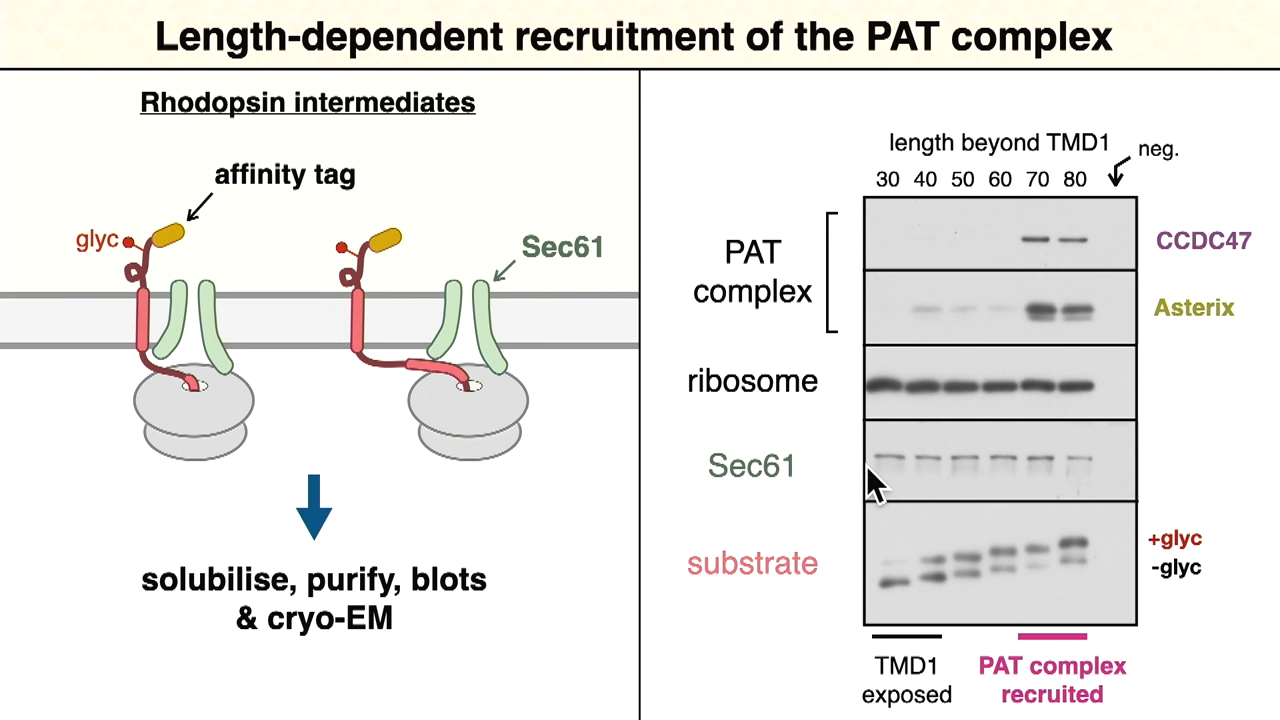 Length-dependent recruitment of the PAT complex
Rhodopsin intermediates
affinity tag
glyc
Sec61
solubilise, purify, blots
& cryo-EM
length beyond TMD1
neg.
30 40 50 60 70 80
PAT
complex
CCDC47
Asterix
ribosome
Sec61
substrate
+glyc
-glyc
TMD1
exposed
PAT complex
recruited